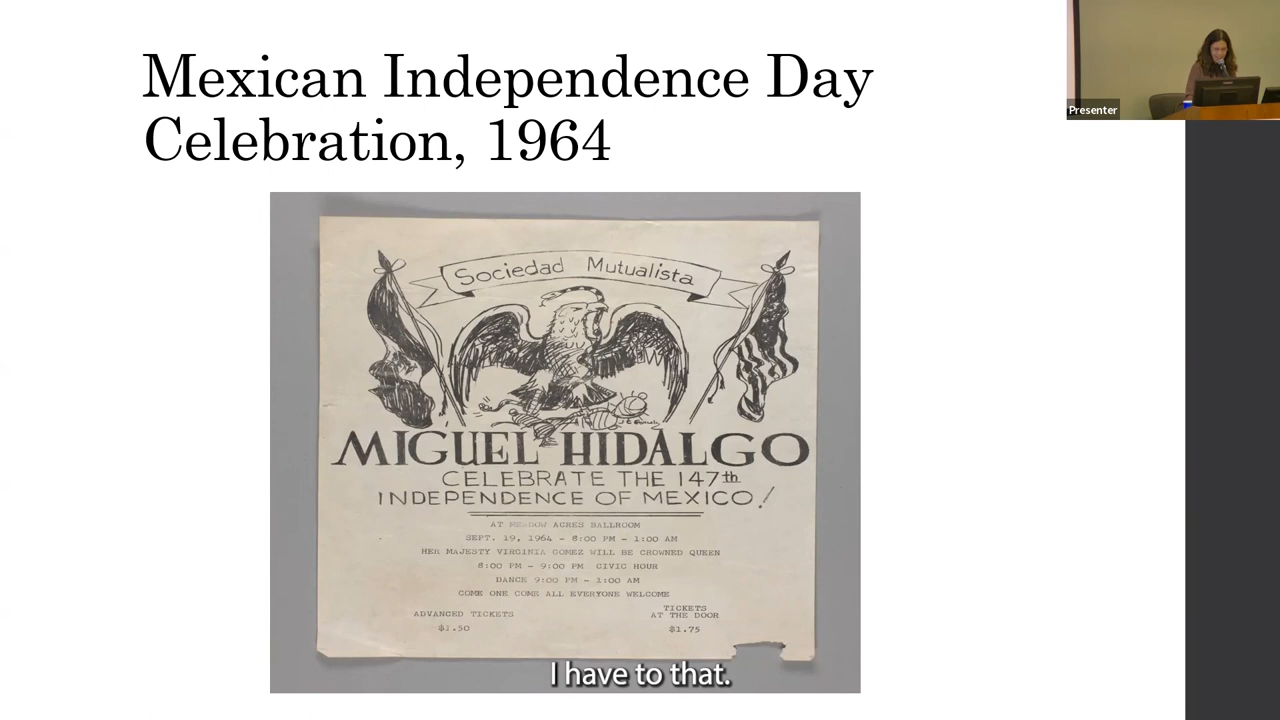 Mexican Independence Day
Celebration, 1964
Presenter
Sociedad Mutualista
MIGUEL HIDALGO
CELEBRATE THE 147th
INDEPENDENCE OF MEXICO!
AT MEADOW ACRES BALLROOM
SEPT. 19, 1964 - 8:00 PM - 1:00 AM
HER MAJESTY VIRGINIA GOMEZ WILL BE CROWNED QUEEN
8:00 PM - 9:00 PM CIVIC HOUR
DANCE 9:00 PM - 1:00 AM
COME ONE COME ALL EVERYONE WELCOME
ADVANCED TICKETS
$1.50
TICKETS
AT THE DOOR
$1.75
I have to that.